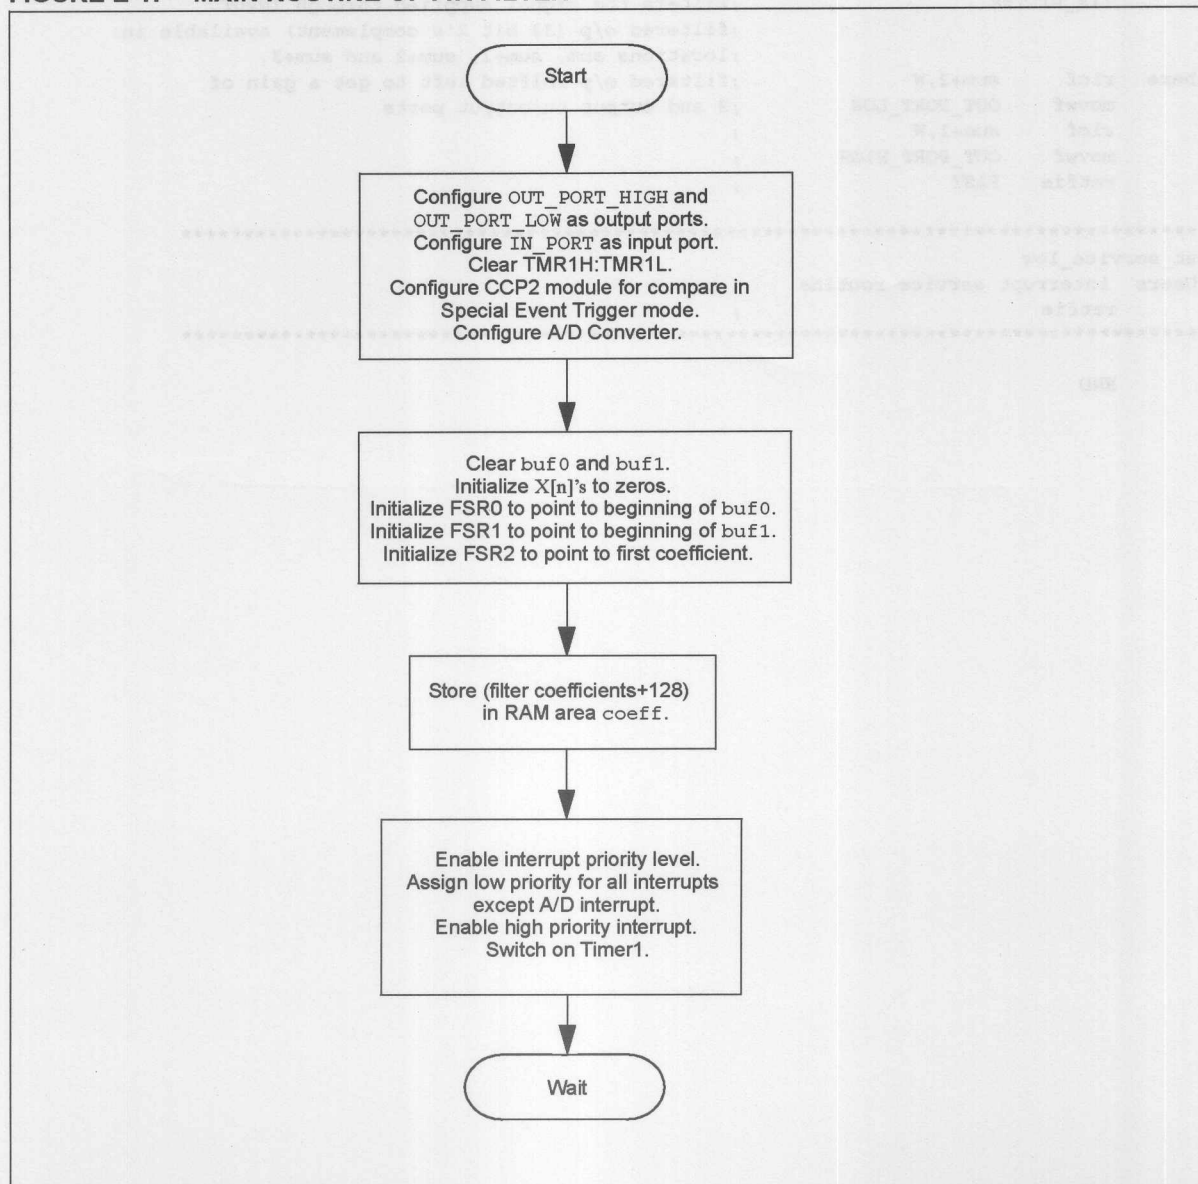 Start
Configure OUT_PORT_HIGH and
OUT_PORT_LOW as output ports.
Configure IN_PORT as input port.
Clear TMR1H:TMR1L.
Configure CCP2 module for compare in
Special Event Trigger mode.
Configure A/D Converter.
Clear buf0 and buf1.
Initialize X[n]'s to zeros.
Initialize FSR0 to point to beginning of buf0.
Initialize FSR1 to point to beginning of buf1.
Initialize FSR2 to point to first coefficient.
Store (filter coefficients+128)
in RAM area coeff.
Enable interrupt priority level.
Assign low priority for all interrupts
except A/D interrupt.
Enable high priority interrupt.
Switch on Timer1.
Wait